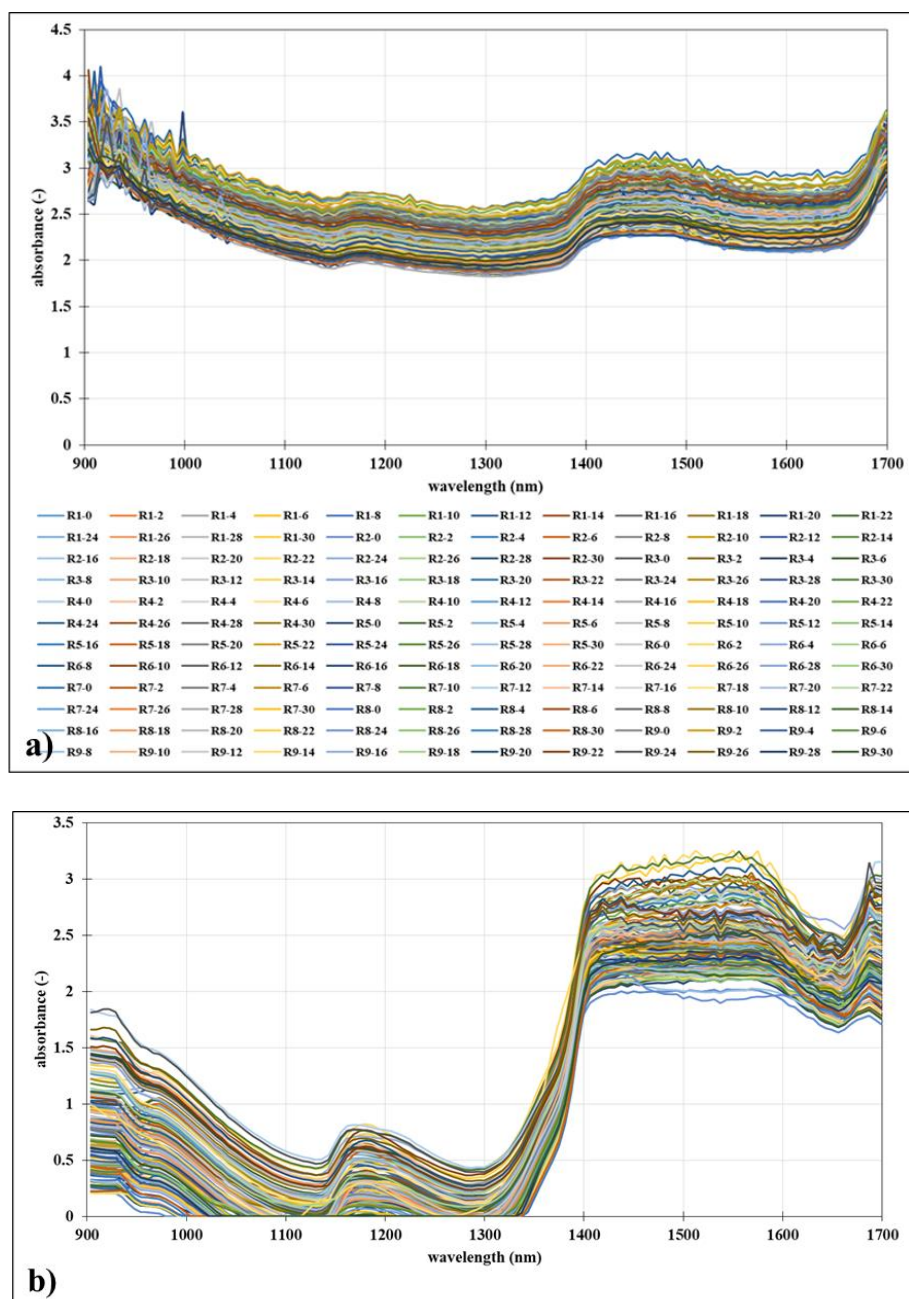 4.5
4
3.5
3
2.5
2
1.5
1
0.5
0
absorbance (-)
900 1000 1100 1200 1300 1400 1500 1600 1700
wavelength (nm)
R1-0 R1-2 R1-4 R1-6 R1-8 R1-10 R1-12 R1-14 R1-16 R1-18 R1-20 R1-22
R1-24 R1-26 R1-28 R1-30 R2-0 R2-2 R2-4 R2-6 R2-8 R2-10 R2-12 R2-14
R2-16 R2-18 R2-20 R2-22 R2-24 R2-26 R2-28 R2-30 R3-0 R3-2 R3-4 R3-6
R3-8 R3-10 R3-12 R3-14 R3-16 R3-18 R3-20 R3-22 R3-24 R3-26 R3-28 R3-30
R4-0 R4-2 R4-4 R4-6 R4-8 R4-10 R4-12 R4-14 R4-16 R4-18 R4-20 R4-22
R4-24 R4-26 R4-28 R4-30 R5-0 R5-2 R5-4 R5-6 R5-8 R5-10 R5-12 R5-14
R5-16 R5-18 R5-20 R5-22 R5-24 R5-26 R5-28 R5-30 R6-0 R6-2 R6-4 R6-6
R6-8 R6-10 R6-12 R6-14 R6-16 R6-18 R6-20 R6-22 R6-24 R6-26 R6-28 R6-30
R7-0 R7-2 R7-4 R7-6 R7-8 R7-10 R7-12 R7-14 R7-16 R7-18 R7-20 R7-22
R7-24 R7-26 R7-28 R7-30 R8-0 R8-2 R8-4 R8-6 R8-8 R8-10 R8-12 R8-14
R8-16 R8-18 R8-20 R8-22 R8-24 R8-26 R8-28 R8-30 R9-0 R9-2 R9-4 R9-6
R9-8 R9-10 R9-12 R9-14 R9-16 R9-18 R9-20 R9-22 R9-24 R9-26 R9-28 R9-30
a)
3.5
3
2.5
2
1.5
1
0.5
0
absorbance (-)
900 1000 1100 1200 1300 1400 1500 1600 1700
wavelength (nm)
b)